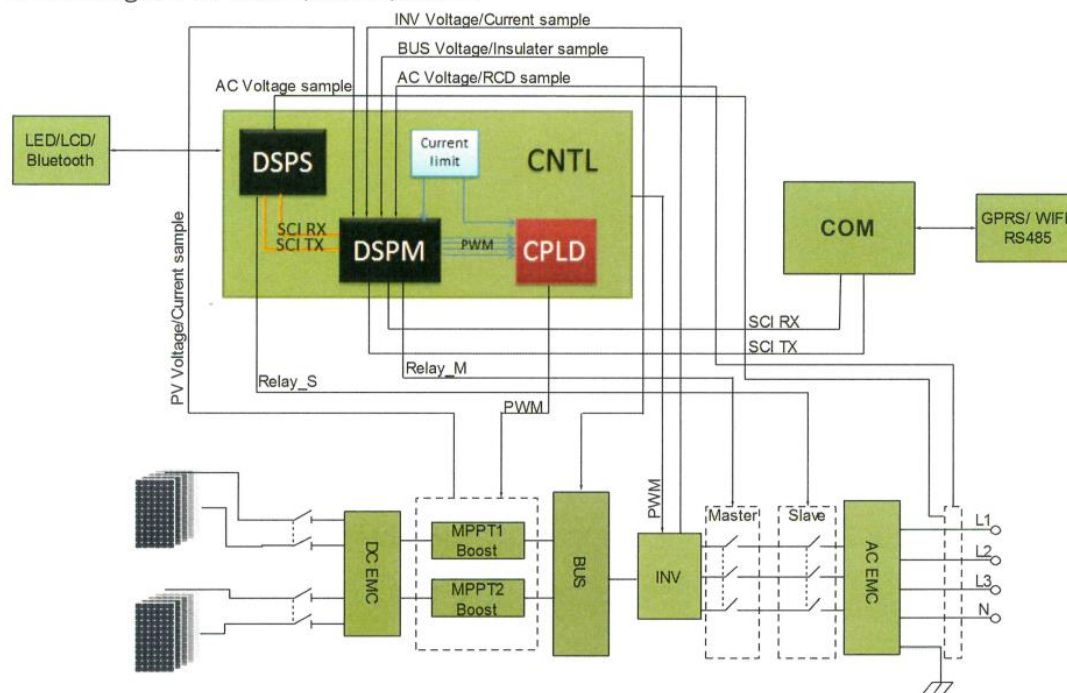 INV Voltage/Current sample
BUS Voltage/Insulater sample
AC Voltage/RCD sample
AC Voltage sample
LED/LCD/
Bluetooth
DSPS
Current
limit
CNTL
SCI RX
SCI TX
DSPM
PWM
CPLD
COM
GPRS/ WIFI
RS485
PV Voltage/Current sample
SCI RX
SCI TX
Relay_S
Relay_M
PWM
PWM
Master
Slave
DC EMC
MPPT1
Boost
MPPT2
Boost
BUS
INV
AC EMC
L1
L2
L3
N